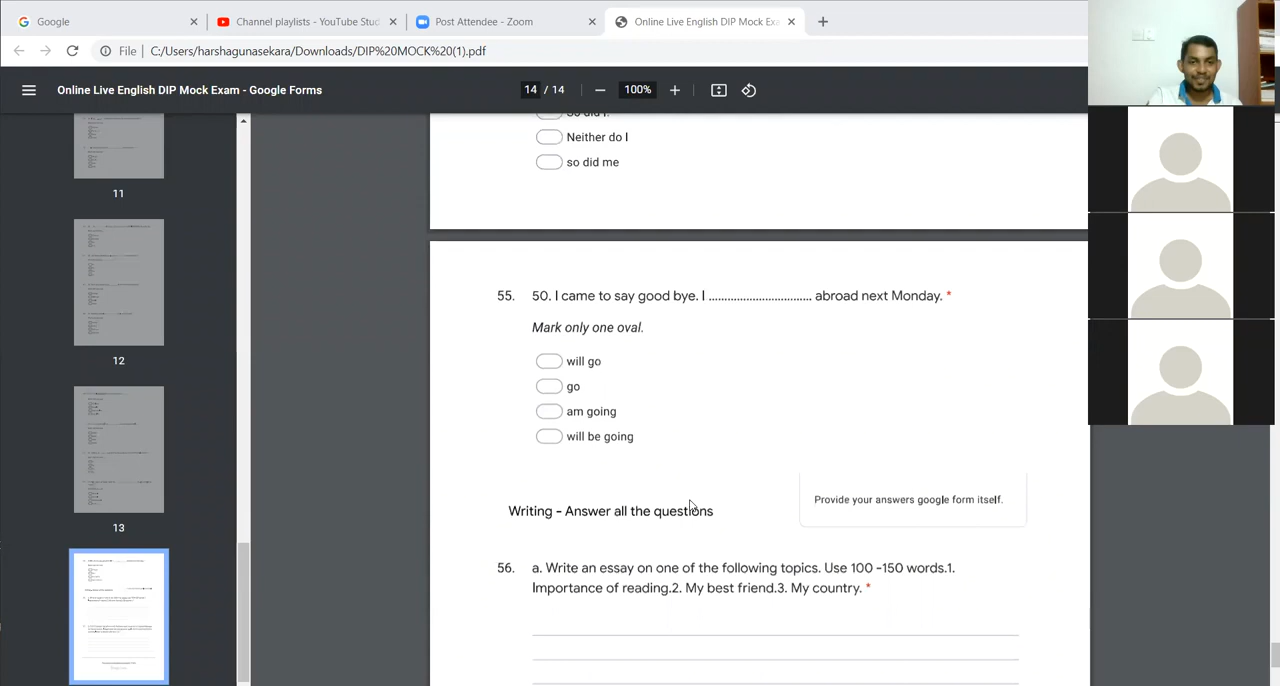 Google
Channel playlists - YouTube Stud
Post Attendee - Zoom
Online Live English DIP Mock Exa
File
C:/Users/harshagunasekara/Downloads/DIP%20MOCK%20(1).pdf
Online Live English DIP Mock Exam - Google Forms
14 / 14
100%
So did I.
Neither do I
so did me
11
12
13
55. 50. I came to say good bye. I ................................ abroad next Monday. *
Mark only one oval.
will go
go
am going
will be going
Writing - Answer all the questions
Provide your answers google form itself.
56. a. Write an essay on one of the following topics. Use 100 -150 words.1.
Importance of reading.2. My best friend.3. My country. *